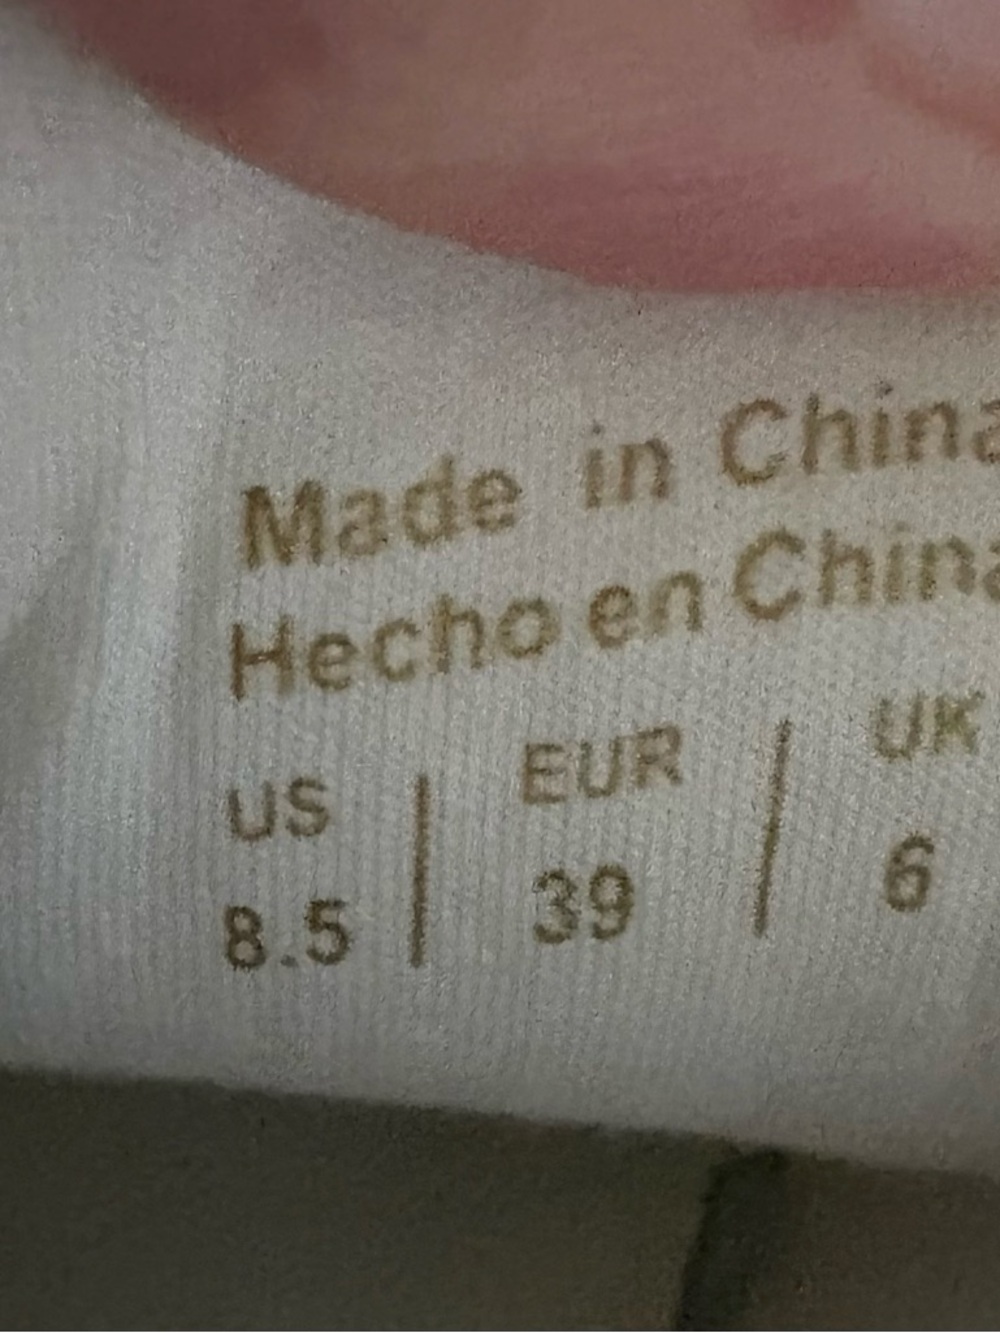 Made in China
Hecho en China
US | EUR | UK
8.5 | 39 | 6